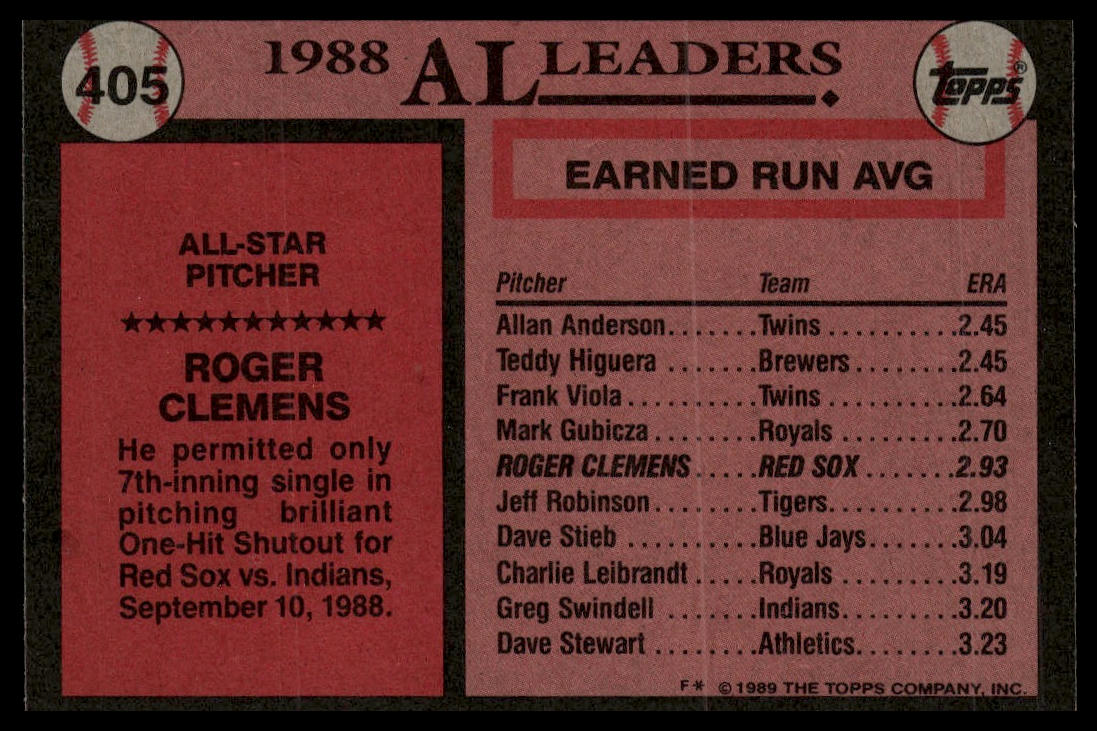 405
1988 AL LEADERS
topps®
ALL-STAR
PITCHER
★★★★★★★★★★★
ROGER
CLEMENS
He permitted only
7th-inning single in
pitching brilliant
One-Hit Shutout for
Red Sox vs. Indians,
September 10, 1988.
EARNED RUN AVG
Pitcher Team ERA
Allan Anderson.......Twins ..........2.45
Teddy Higuera .......Brewers.........2.45
Frank Viola..........Twins ..........2.64
Mark Gubicza ........Royals .........2.70
ROGER CLEMENS .....RED SOX .......2.93
Jeff Robinson ........Tigers..........2.98
Dave Stieb ..........Blue Jays.......3.04
Charlie Leibrandt .....Royals .........3.19
Greg Swindell .......Indians.........3.20
Dave Stewart ........Athletics........3.23
F* © 1989 THE TOPPS COMPANY, INC.